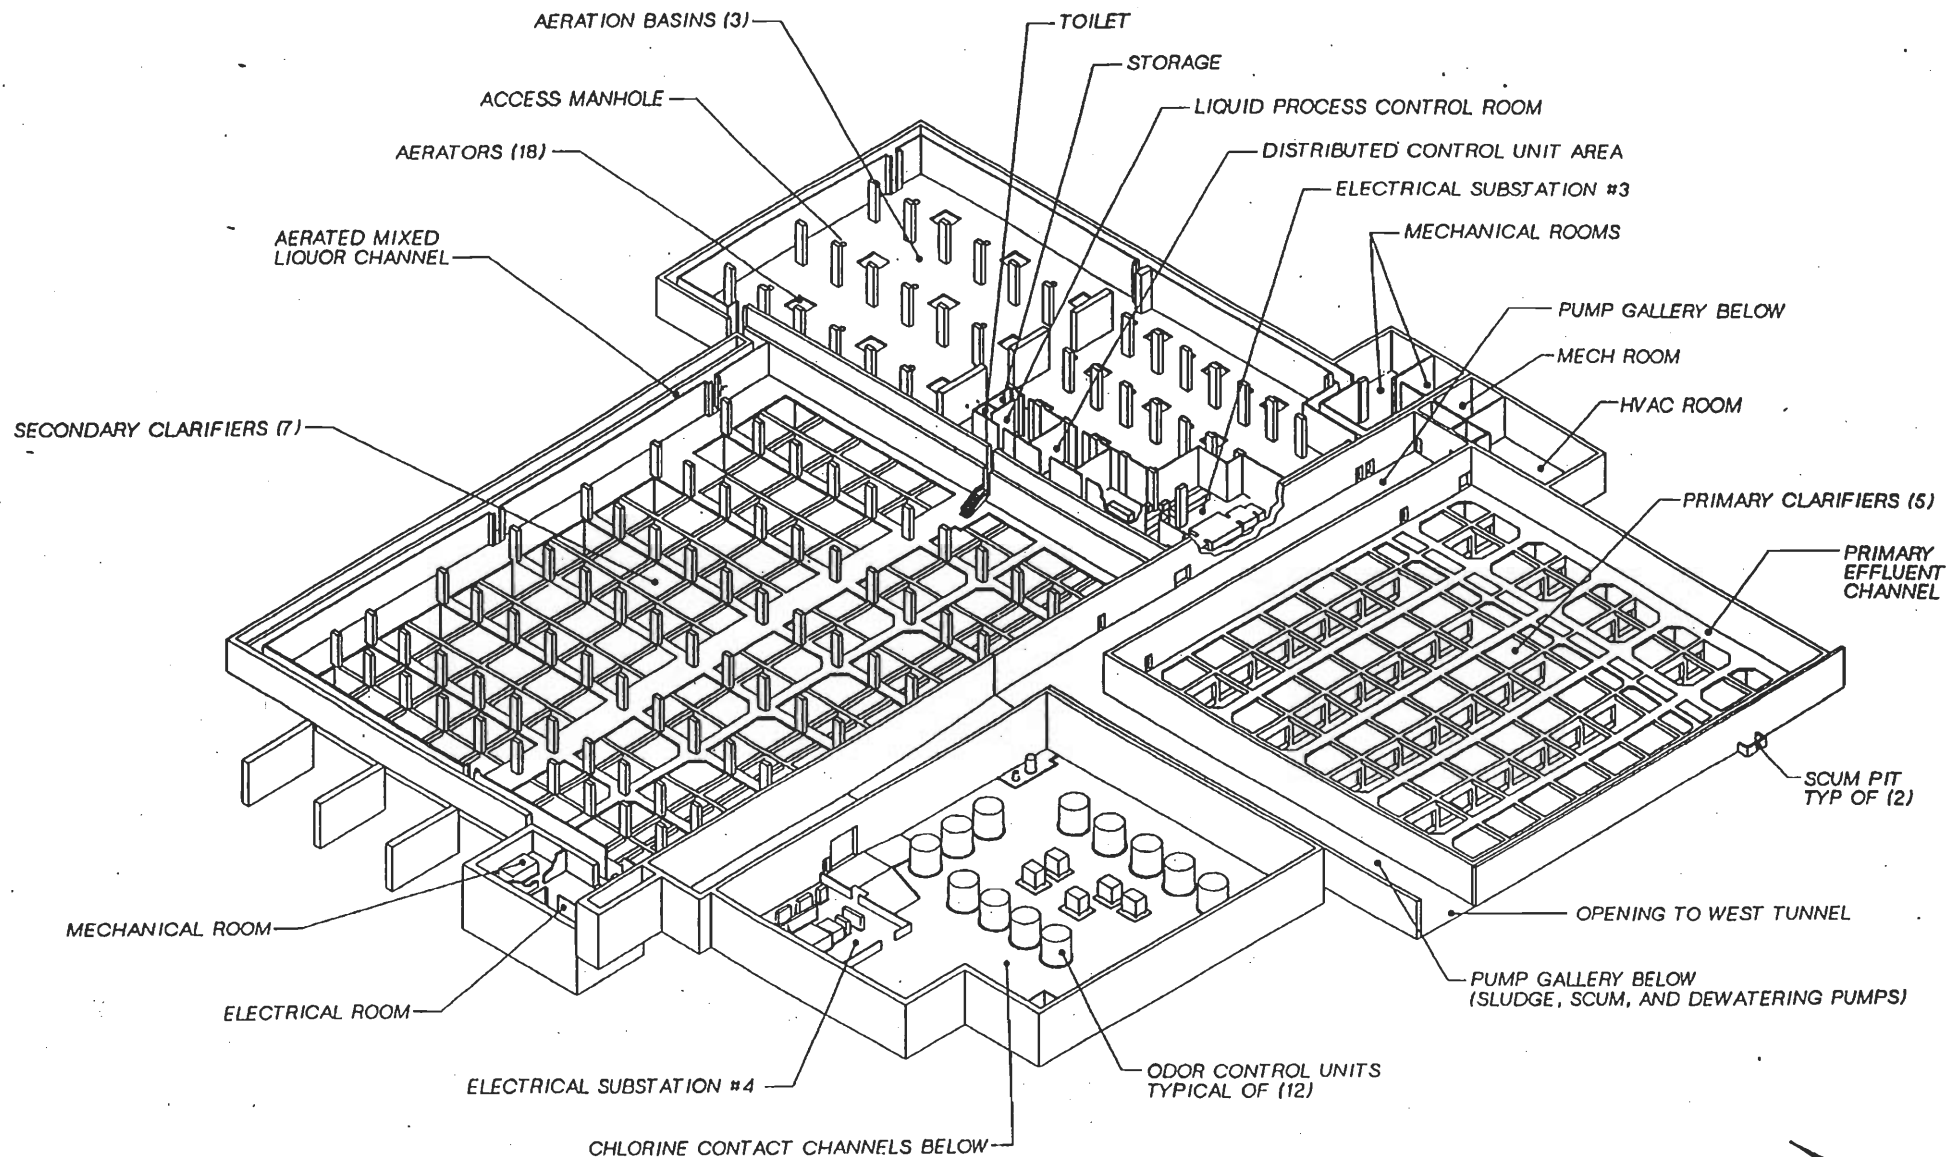 AERATION BASINS (3)
TOILET
STORAGE
ACCESS MANHOLE
LIQUID PROCESS CONTROL ROOM
AERATORS (18)
DISTRIBUTED CONTROL UNIT AREA
ELECTRICAL SUBSTATION #3
AERATED MIXED
LIQUOR CHANNEL
MECHANICAL ROOMS
PUMP GALLERY BELOW
MECH ROOM
HVAC ROOM
SECONDARY CLARIFIERS (7)
PRIMARY CLARIFIERS (5)
PRIMARY
EFFLUENT
CHANNEL
SCUM PIT
TYP OF (2)
MECHANICAL ROOM
OPENING TO WEST TUNNEL
PUMP GALLERY BELOW
(SLUDGE, SCUM, AND DEWATERING PUMPS)
ELECTRICAL ROOM
ELECTRICAL SUBSTATION #4
ODOR CONTROL UNITS
TYPICAL OF (12)
CHLORINE CONTACT CHANNELS BELOW